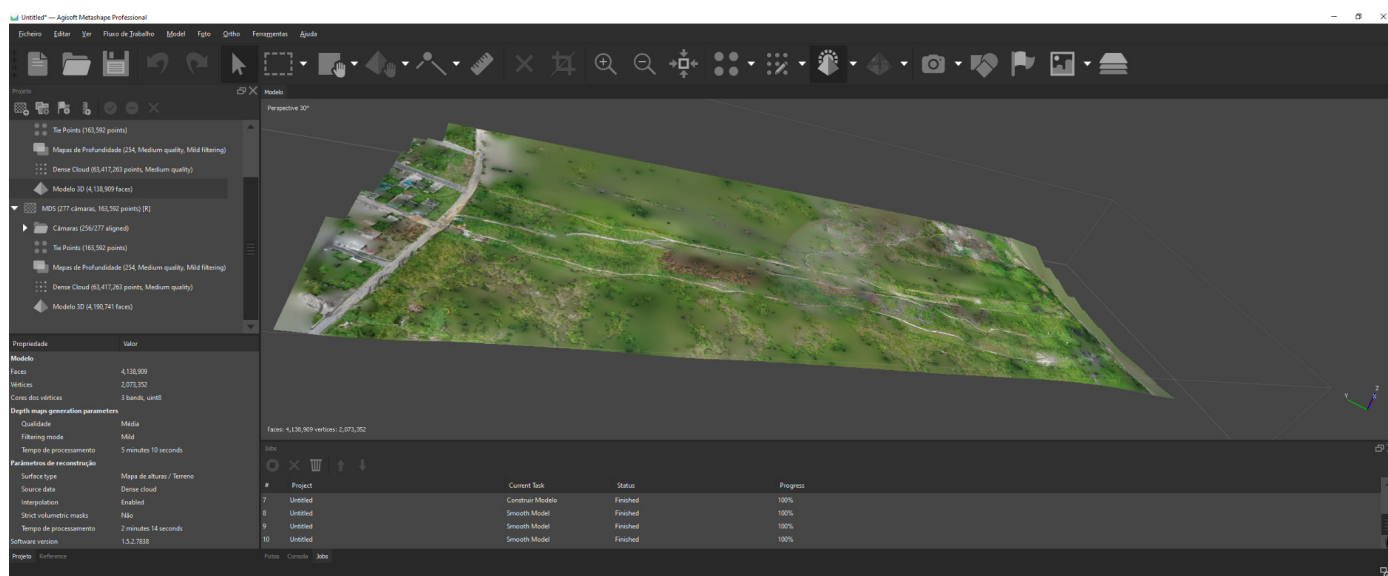 Untitled* — Agisoft Metashape Professional
Ficheiro Editar Ver Fluxo de Trabalho Model Foto Ortho Ferramentas Ajuda
Projeto
Tie Points (163,592 points)
Mapas de Profundidade (254, Medium quality, Mild filtering)
Dense Cloud (63,417,263 points, Medium quality)
Modelo 3D (4,138,909 faces)
MDS (277 câmaras, 163,592 points) [R]
Câmaras (256/277 aligned)
Tie Points (163,592 points)
Mapas de Profundidade (254, Medium quality, Mild filtering)
Dense Cloud (63,417,263 points, Medium quality)
Modelo 3D (4,190,741 faces)
Propriedade Valor
Modelo
Faces 4,138,909
Vértices 2,073,352
Cores dos vértices 3 bands, uint8
Depth maps generation parameters
Qualidade Média
Filtering mode Mild
Tempo de processamento 5 minutes 10 seconds
Parâmetros de reconstrução
Surface type Mapa de alturas / Terreno
Source data Dense cloud
Interpolation Enabled
Strict volumetric masks Não
Tempo de processamento 2 minutes 14 seconds
Software version 1.5.2.7838
Projeto Reference
Modelo
Perspective 30°
Z
Y X
faces: 4,138,909 vertices: 2,073,352
Jobs
# Project Current Task Status Progress
7 Untitled Construir Modelo Finished 100%
8 Untitled Smooth Model Finished 100%
9 Untitled Smooth Model Finished 100%
10 Untitled Smooth Model Finished 100%
Fotos Consola Jobs